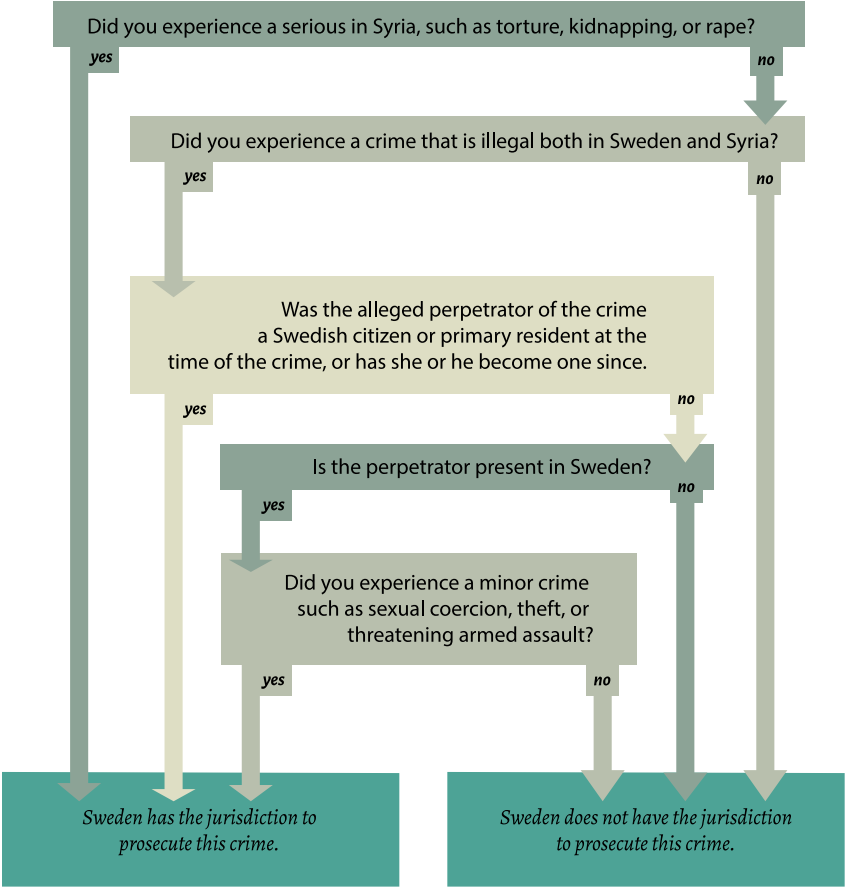 Did you experience a serious in Syria, such as torture, kidnapping, or rape?
yes
no
Did you experience a crime that is illegal both in Sweden and Syria?
yes
no
Was the alleged perpetrator of the crime
a Swedish citizen or primary resident at the
time of the crime, or has she or he become one since.
yes
no
Is the perpetrator present in Sweden?
yes
no
Did you experience a minor crime
such as sexual coercion, theft, or
threatening armed assault?
yes
no
Sweden has the jurisdiction to
prosecute this crime.
Sweden does not have the jurisdiction
to prosecute this crime.